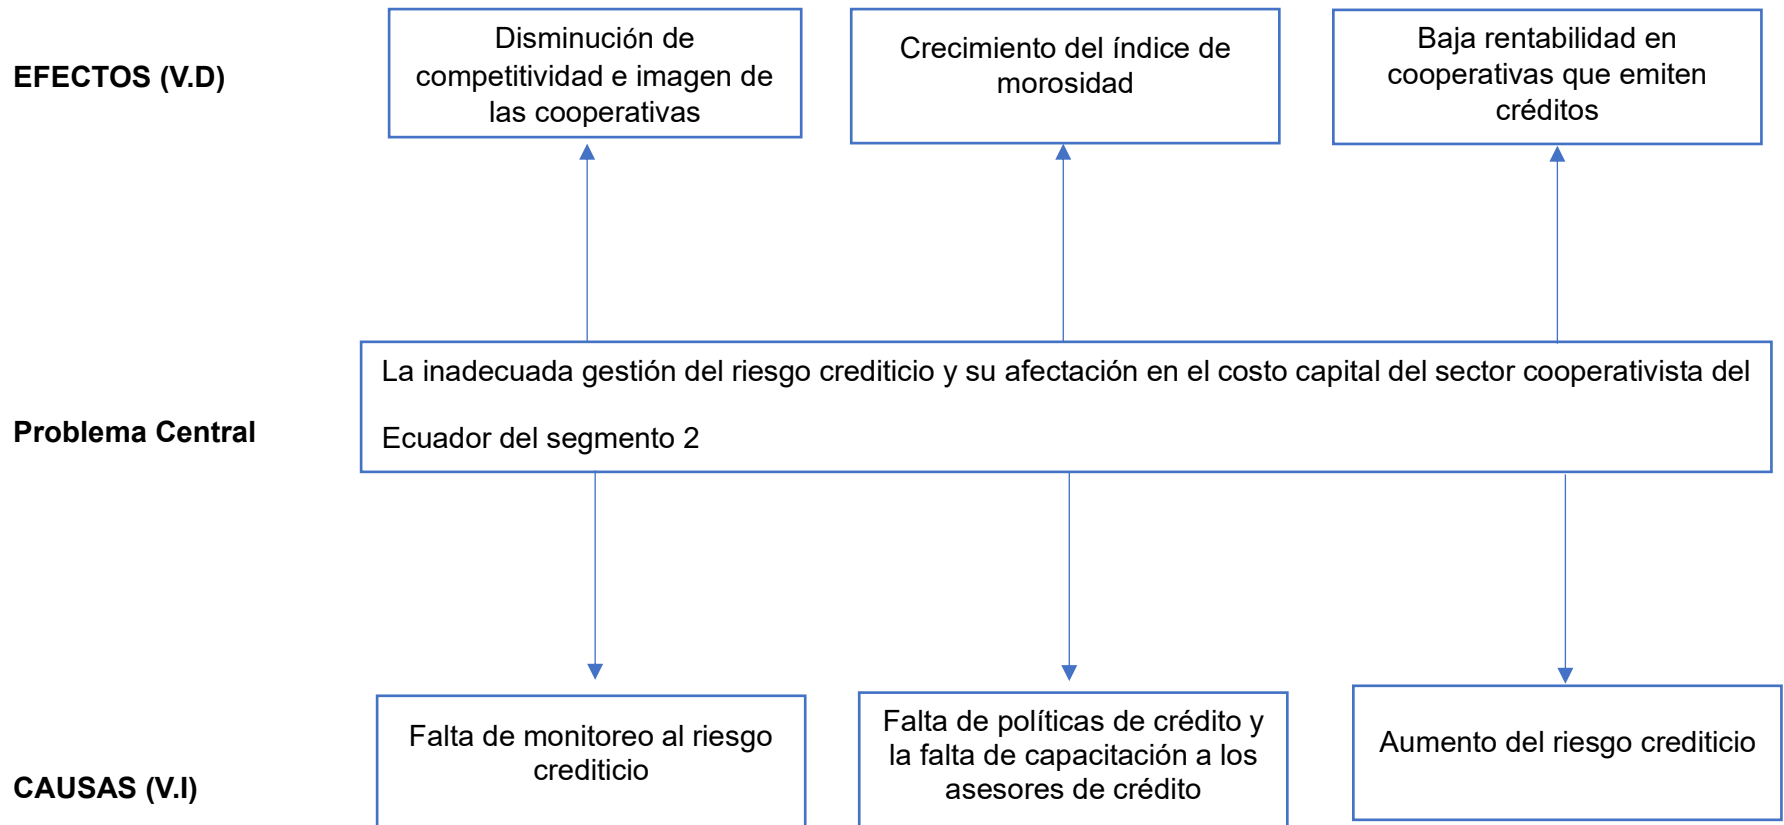 EFECTOS (V.D)
Disminución de
competitividad e imagen de
las cooperativas
Crecimiento del índice de
morosidad
Baja rentabilidad en
cooperativas que emiten
créditos
Problema Central
La inadecuada gestión del riesgo crediticio y su afectación en el costo capital del sector cooperativista del
Ecuador del segmento 2
CAUSAS (V.I)
Falta de monitoreo al riesgo
crediticio
Falta de políticas de crédito y
la falta de capacitación a los
asesores de crédito
Aumento del riesgo crediticio